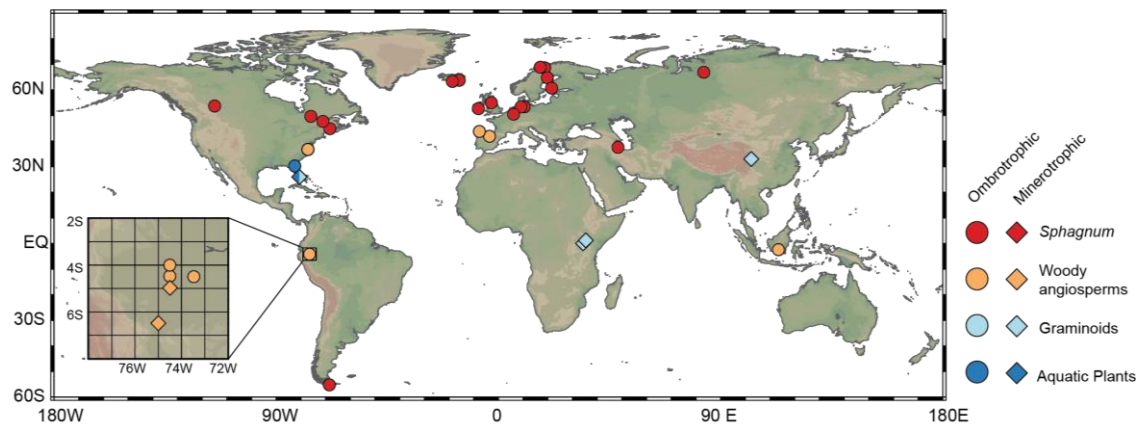 60N
30N
EQ
30S
60S
180W
90W
0
90 E
180E
2S
4S
6S
76W
74W
72W
Ombrotrophic
Minerotrophic
Sphagnum
Woody
angiosperms
Graminoids
Aquatic Plants